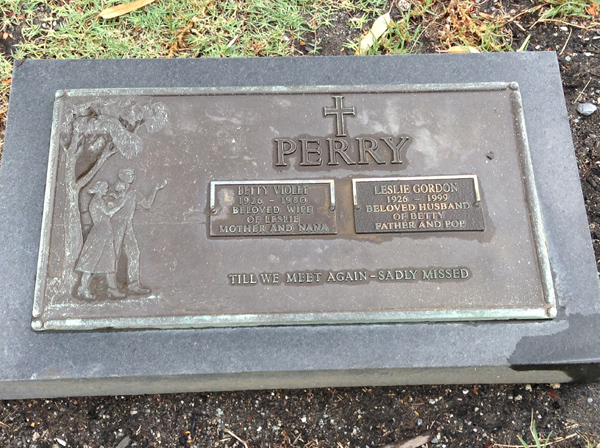 PERRY
BETTY VIOLET
1926 - 1986
BELOVED WIFE
OF LESLIE
MOTHER AND NANA
LESLIE GORDON
1926 - 1999
BELOVED HUSBAND
OF BETTY
FATHER AND POP
TILL WE MEET AGAIN - SADLY MISSED